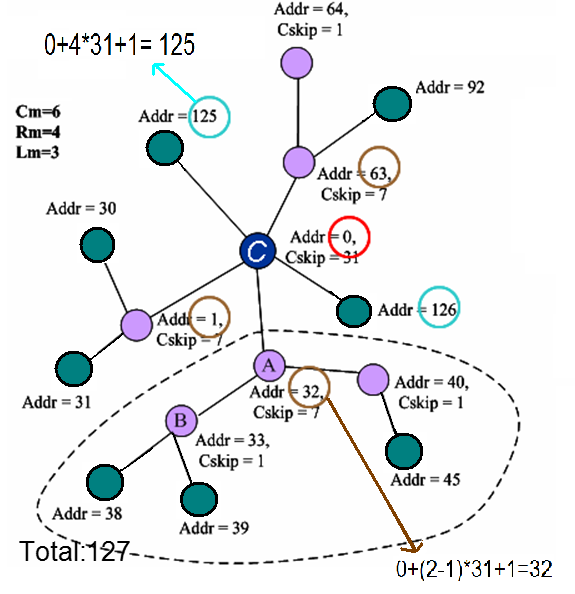 Addr = 64,
Cskip = 1
0+4*31+1= 125
Addr = 92
Cm=6
Rm=4
Lm=3
Addr = 125
Addr = 63,
Cskip = 7
Addr = 30
C
Addr = 0,
Cskip = 31
Addr = 126
Addr = 1,
Cskip = 7
A
Addr = 32,
Cskip = 7
Addr = 40,
Cskip = 1
Addr = 31
B
Addr = 33,
Cskip = 1
Addr = 45
Addr = 38
Addr = 39
Total:127
0+(2-1)*31+1=32